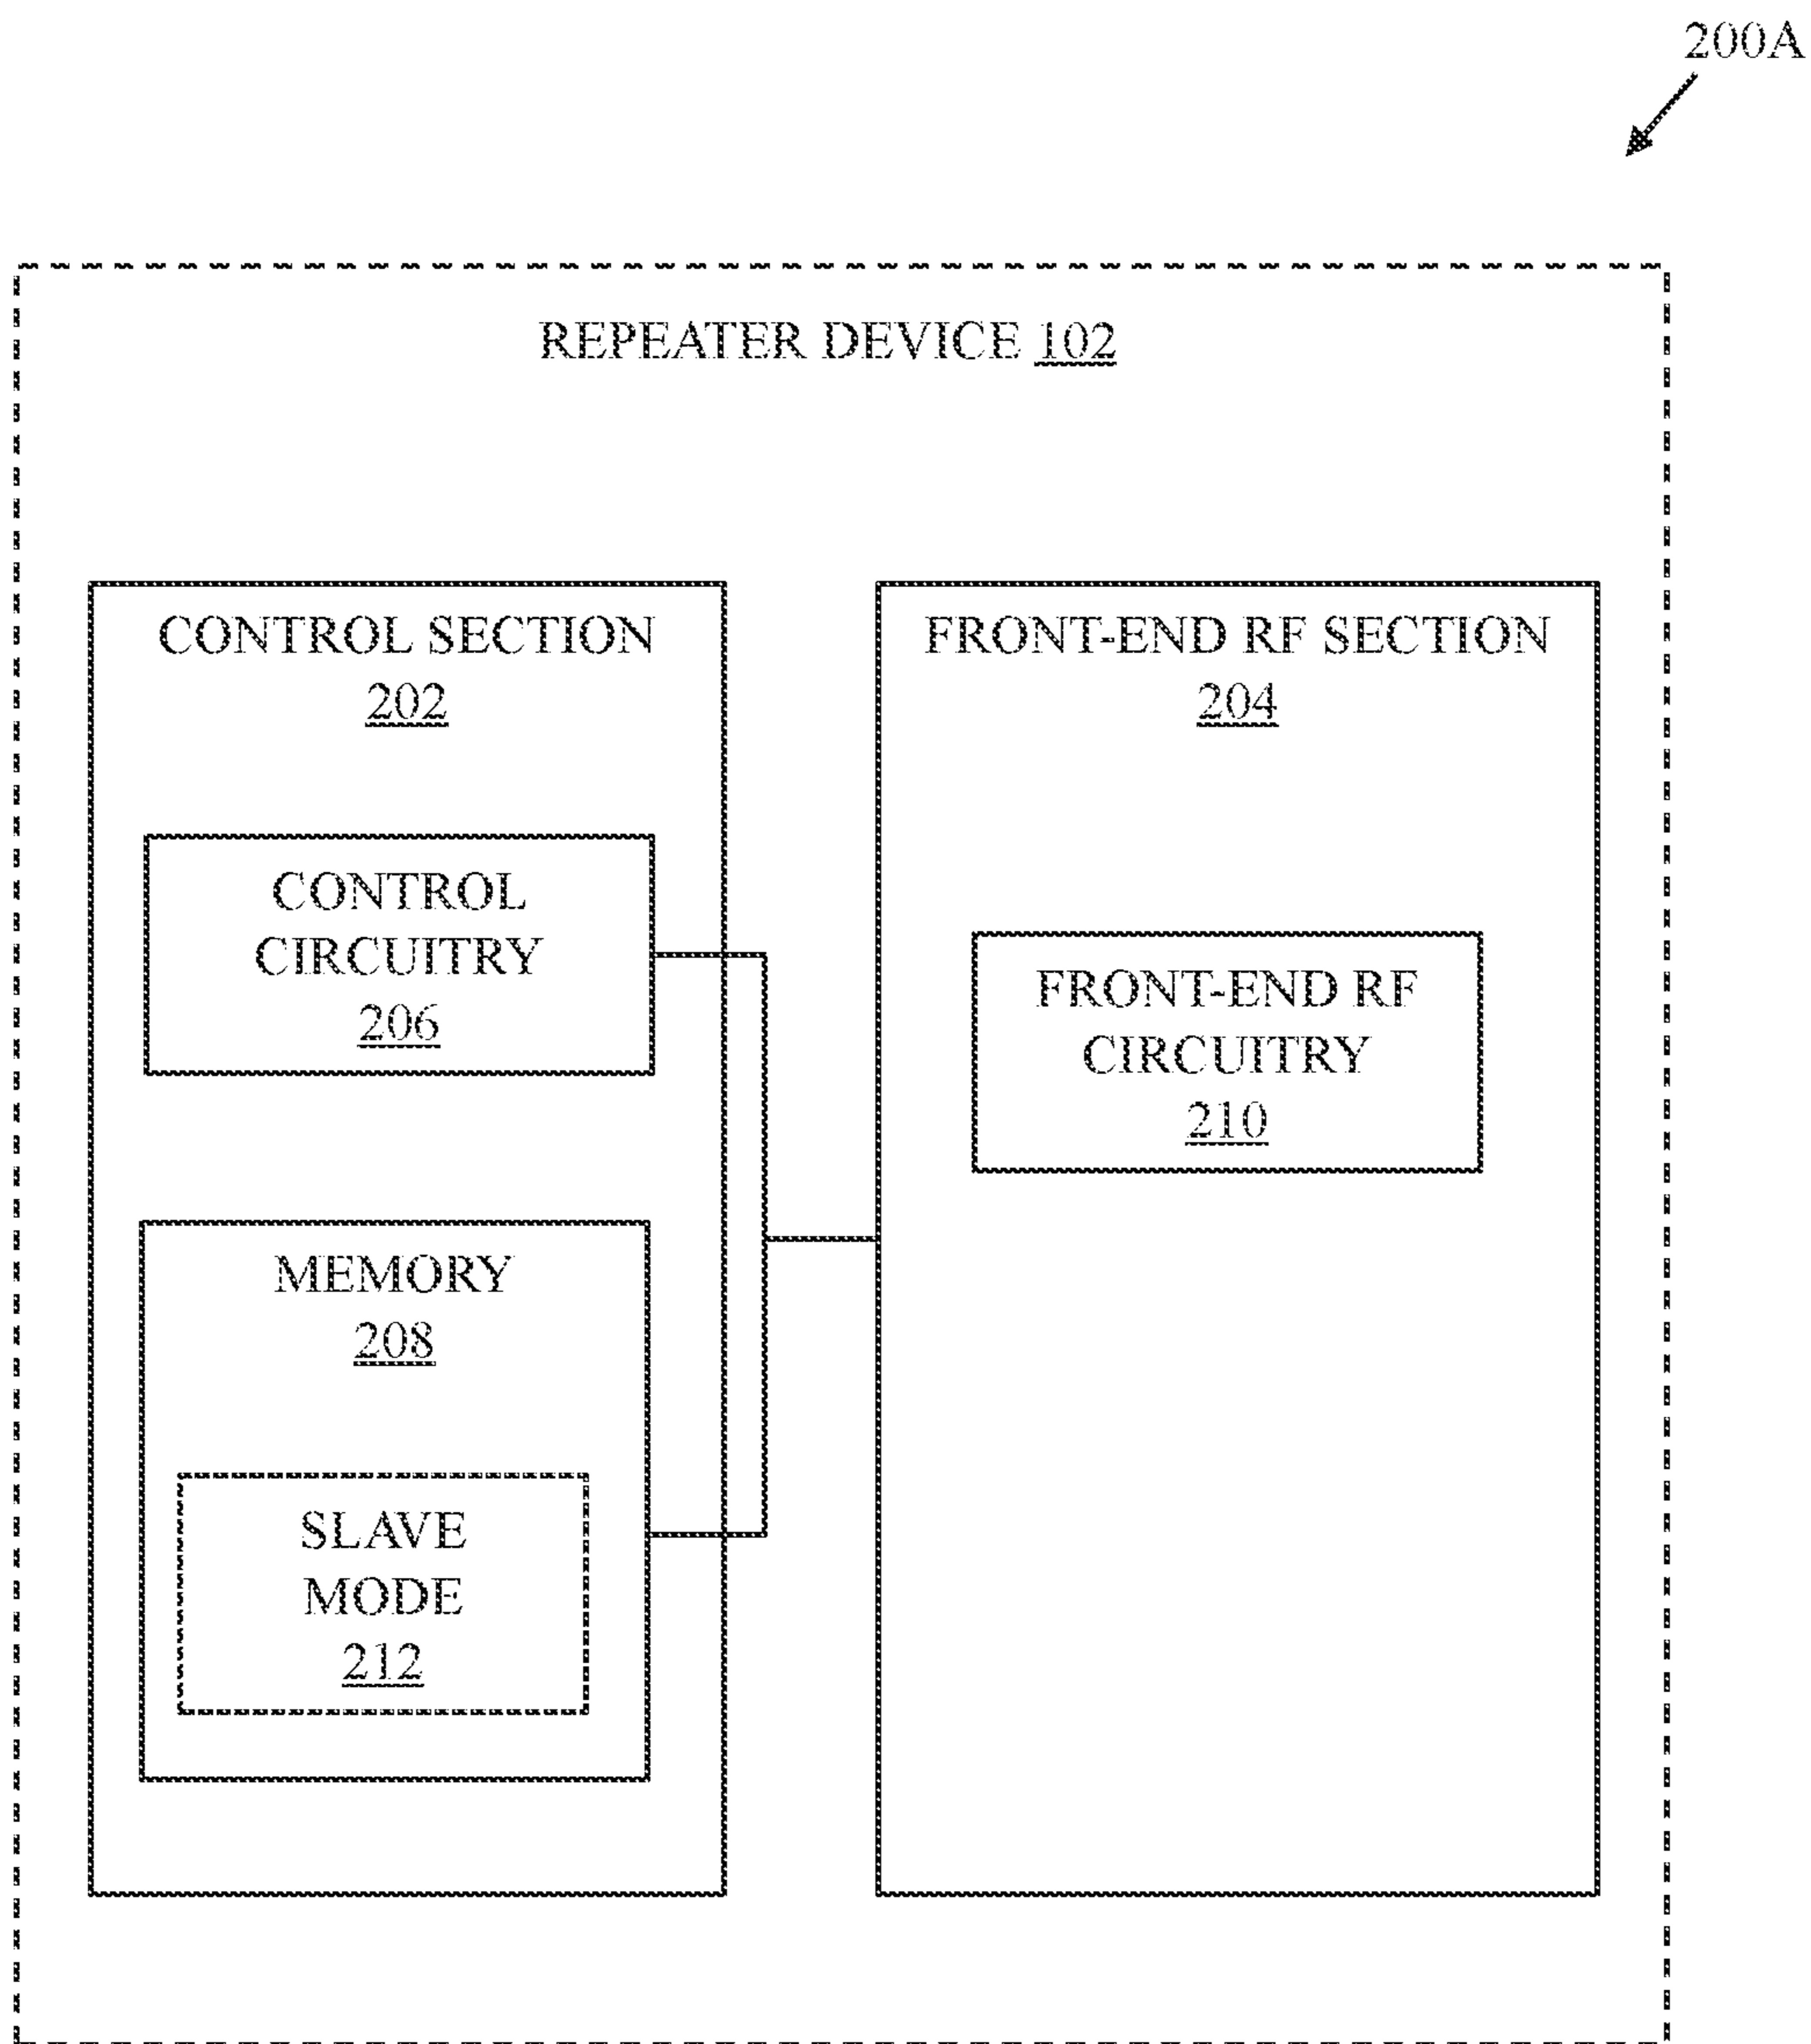 200A
REPEATER DEVICE 102
CONTROL SECTION
202
CONTROL
CIRCUITRY
206
MEMORY
208
SLAVE
MODE
212
FRONT-END RF SECTION
204
FRONT-END RF
CIRCUITRY
210